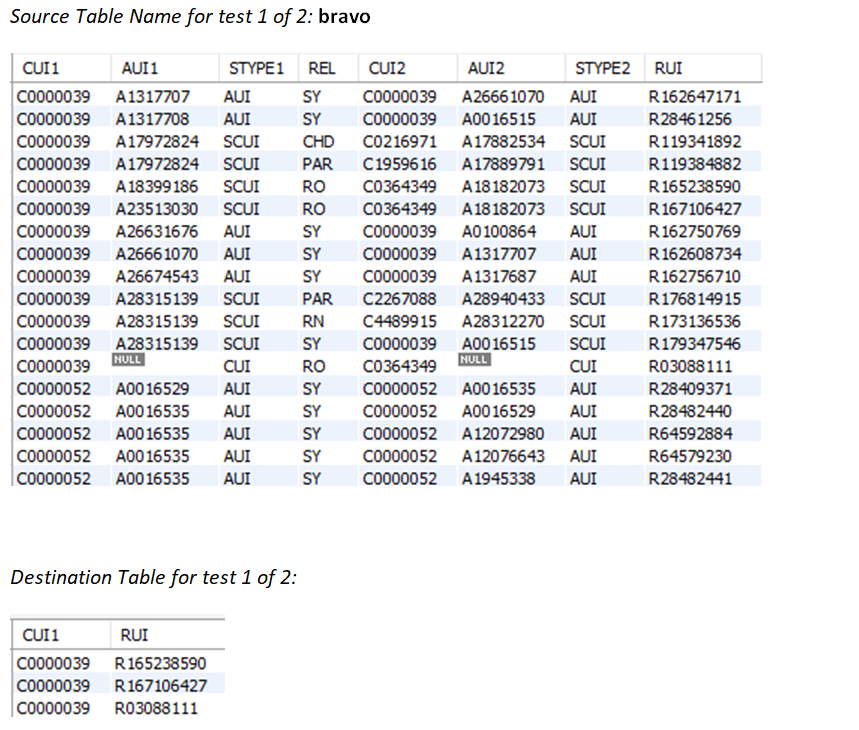 Source Table Name for test 1 of 2: bravo
CUI1 AUI1 STYPE1 REL CUI2 AUI2 STYPE2 RUI
C0000039 A1317707 AUI SY C0000039 A26661070 AUI R162647171
C0000039 A1317708 AUI SY C0000039 A0016515 AUI R28461256
C0000039 A17972824 SCUI CHD C0216971 A17882534 SCUI R119341892
C0000039 A17972824 SCUI PAR C1959616 A17889791 SCUI R119384882
C0000039 A18399186 SCUI RO C0364349 A18182073 SCUI R165238590
C0000039 A23513030 SCUI RO C0364349 A18182073 SCUI R167106427
C0000039 A26631676 AUI SY C0000039 A0100864 AUI R162750769
C0000039 A26661070 AUI SY C0000039 A1317707 AUI R162608734
C0000039 A26674543 AUI SY C0000039 A1317687 AUI R162756710
C0000039 A28315139 SCUI PAR C2267088 A28940433 SCUI R176814915
C0000039 A28315139 SCUI RN C4489915 A28312270 SCUI R173136536
C0000039 A28315139 SCUI SY C0000039 A0016515 SCUI R179347546
C0000039 NULL CUI RO C0364349 NULL CUI R03088111
C0000052 A0016529 AUI SY C0000052 A0016535 AUI R28409371
C0000052 A0016535 AUI SY C0000052 A0016529 AUI R28482440
C0000052 A0016535 AUI SY C0000052 A12072980 AUI R64592884
C0000052 A0016535 AUI SY C0000052 A12076643 AUI R64579230
C0000052 A0016535 AUI SY C0000052 A1945338 AUI R28482441
Destination Table for test 1 of 2:
CUI1 RUI
C0000039 R165238590
C0000039 R167106427
C0000039 R03088111